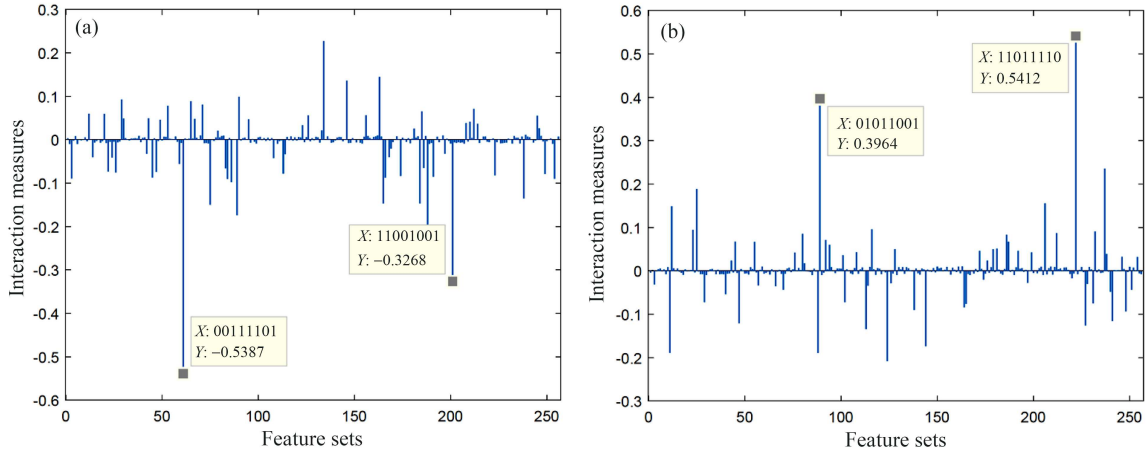 (a)
0.3
0.2
0.1
0
-0.1
-0.2
-0.3
-0.4
-0.5
-0.6
Interaction measures
X: 11001001
Y: −0.3268
X: 00111101
Y: −0.5387
0 50 100 150 200 250
Feature sets
(b)
0.6
0.5
0.4
0.3
0.2
0.1
0
-0.1
-0.2
-0.3
Interaction measures
X: 11011110
Y: 0.5412
X: 01011001
Y: 0.3964
0 50 100 150 200 250
Feature sets